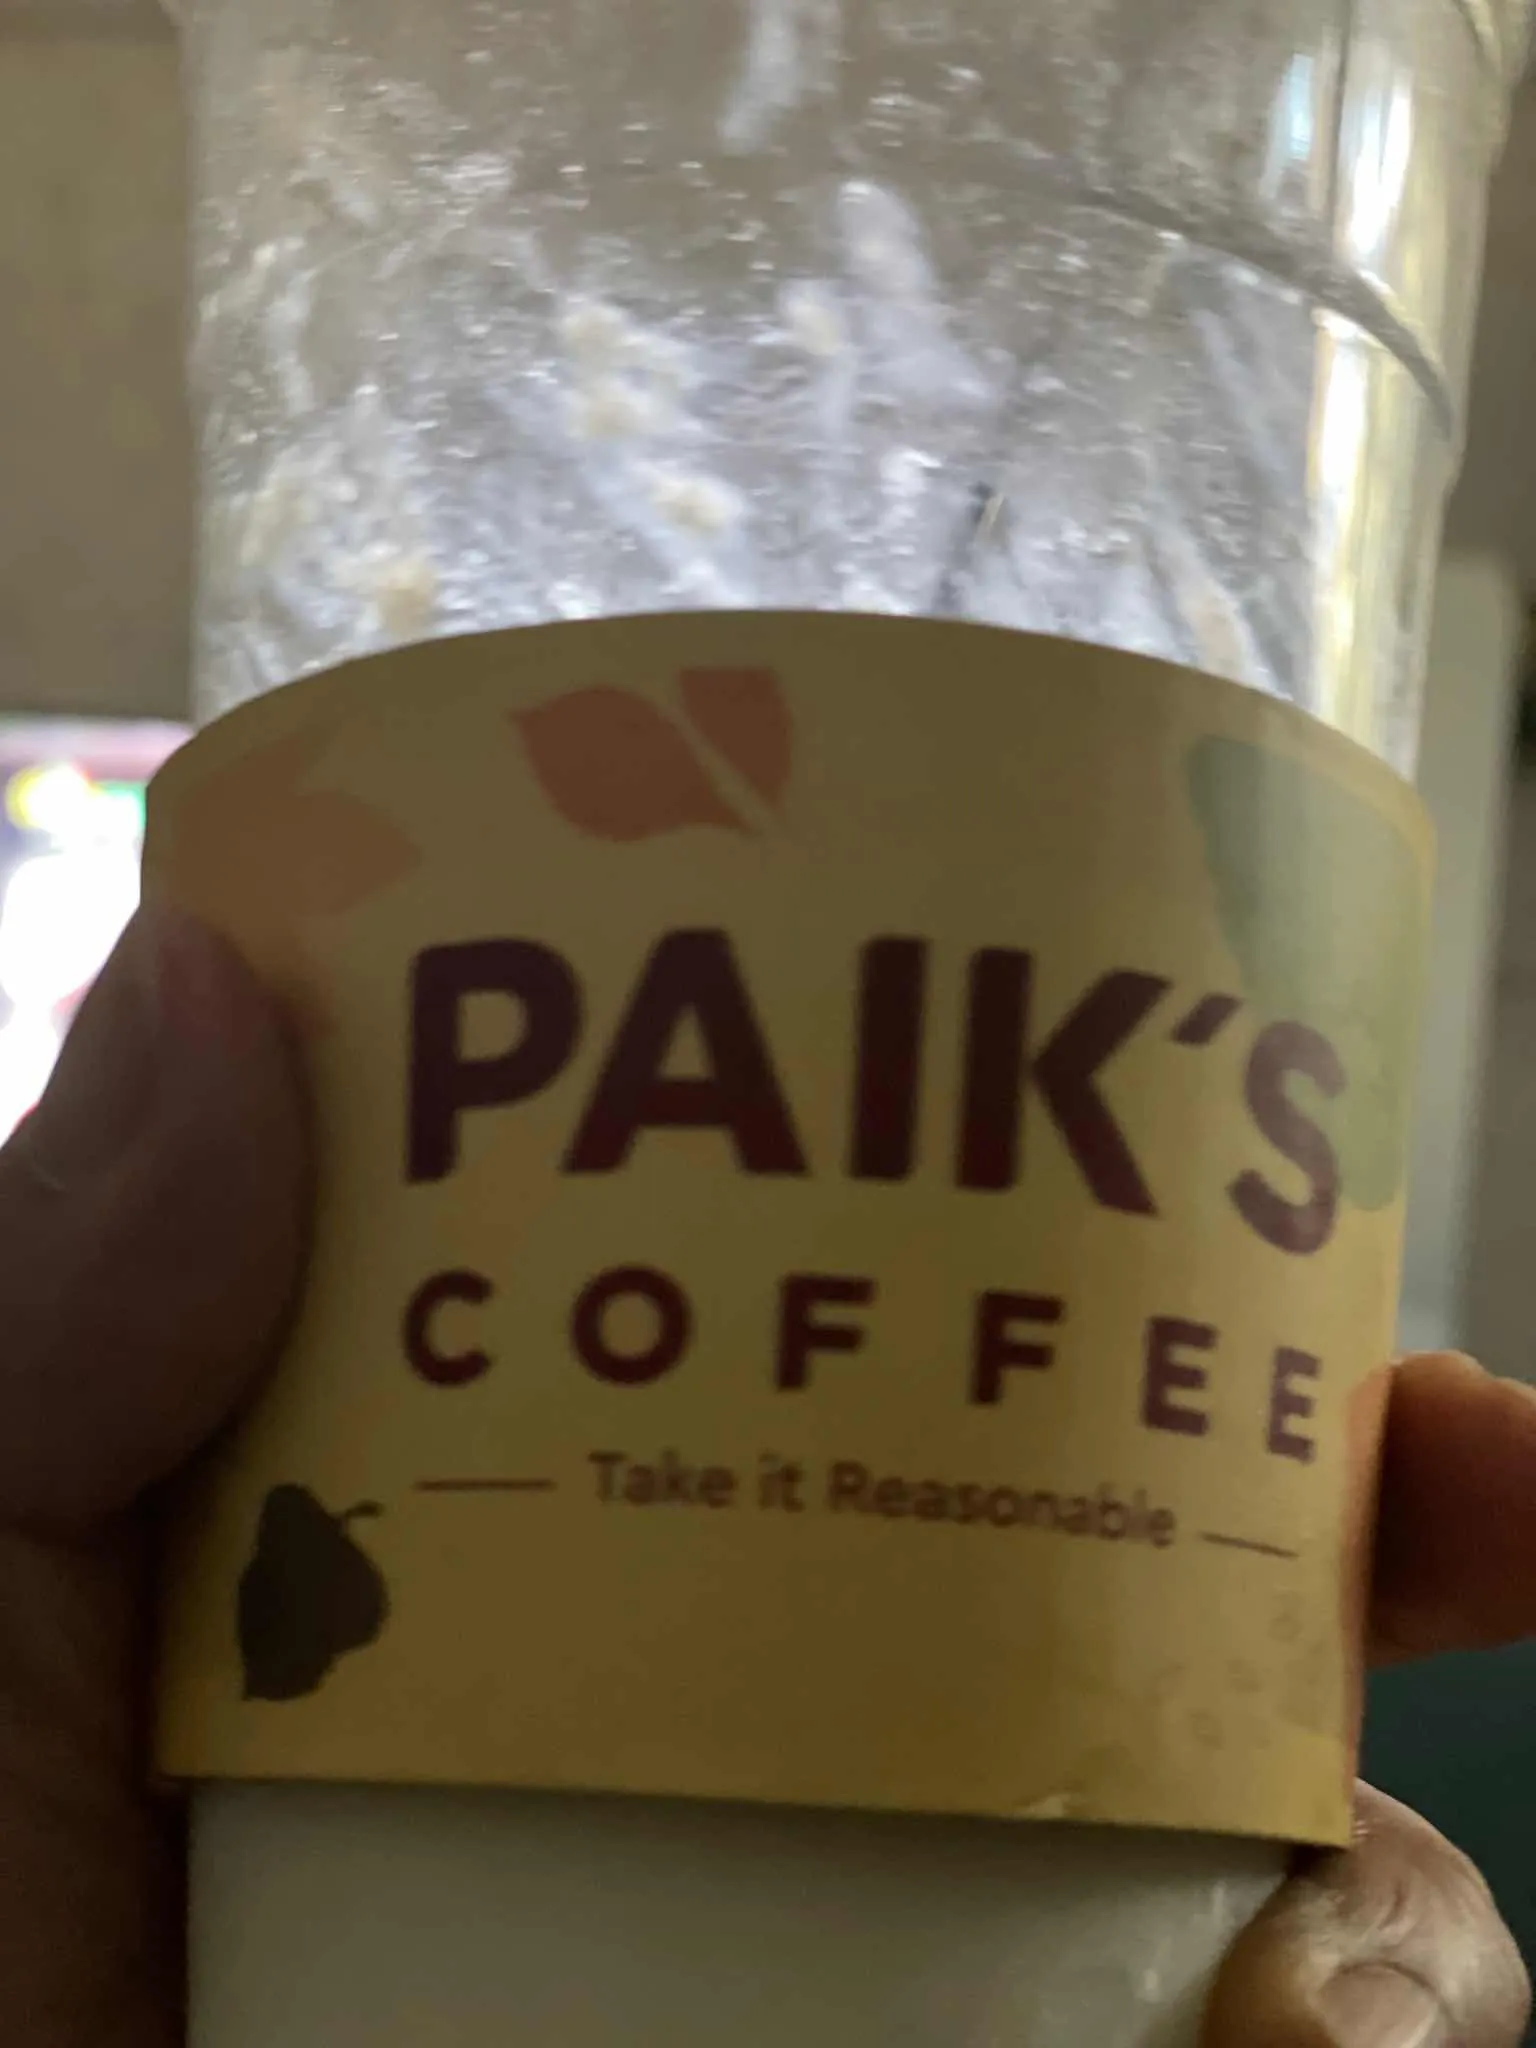 PAIK'S
COFFEE
Take it Reasonable